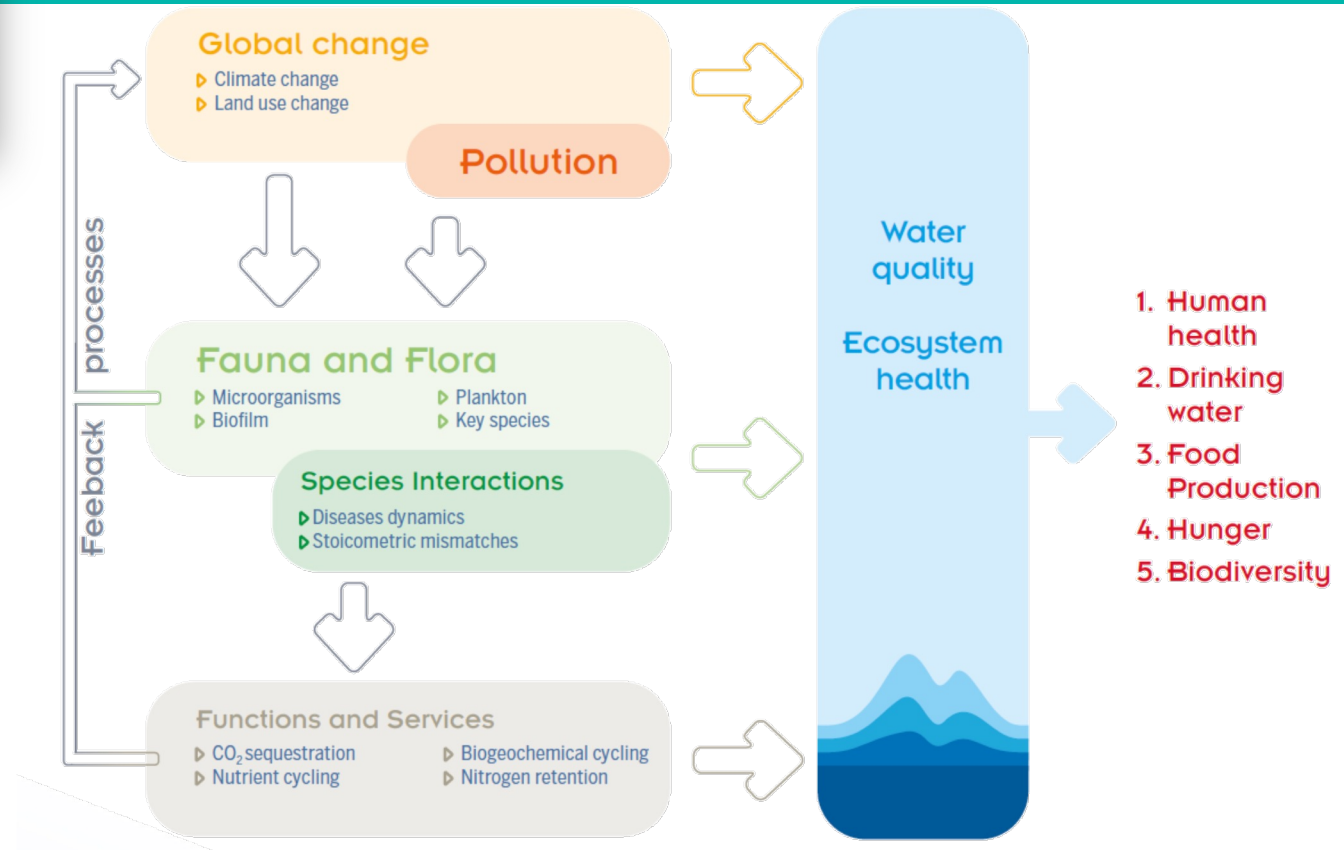 Global change
Climate change
Land use change
Pollution
Feeback processes
Fauna and Flora
Microorganisms
Biofilm
Plankton
Key species
Species Interactions
Diseases dynamics
Stoicometric mismatches
Functions and Services
CO₂ sequestration
Nutrient cycling
Biogeochemical cycling
Nitrogen retention
Water
quality
Ecosystem
health
1. Human
health
2. Drinking
water
3. Food
Production
4. Hunger
5. Biodiversity